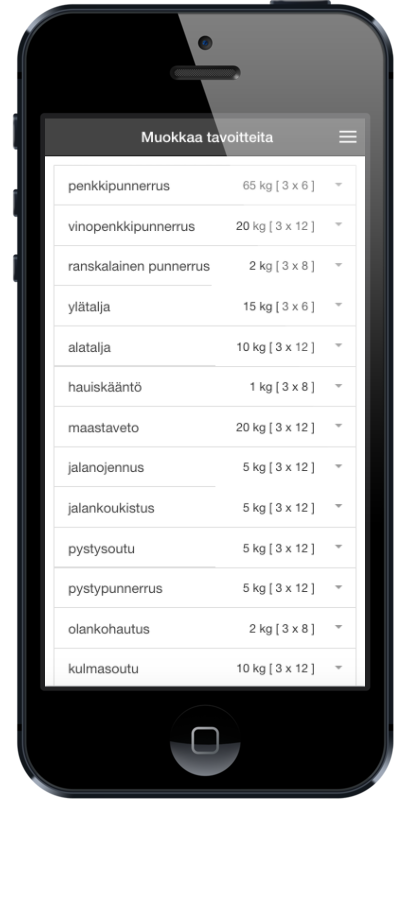 Muokkaa tavoitteita
penkkipunnerrus 65 kg [ 3 x 6 ]
vinopenkkipunnerrus 20 kg [ 3 x 12 ]
ranskalainen punnerrus 2 kg [ 3 x 8 ]
ylätalja 15 kg [ 3 x 6 ]
alatalja 10 kg [ 3 x 12 ]
hauiskääntö 1 kg [ 3 x 8 ]
maastaveto 20 kg [ 3 x 12 ]
jalanojennus 5 kg [ 3 x 12 ]
jalankoukistus 5 kg [ 3 x 12 ]
pystysoutu 5 kg [ 3 x 12 ]
pystypunnerrus 5 kg [ 3 x 12 ]
olankohautus 2 kg [ 3 x 8 ]
kulmasoutu 10 kg [ 3 x 12 ]